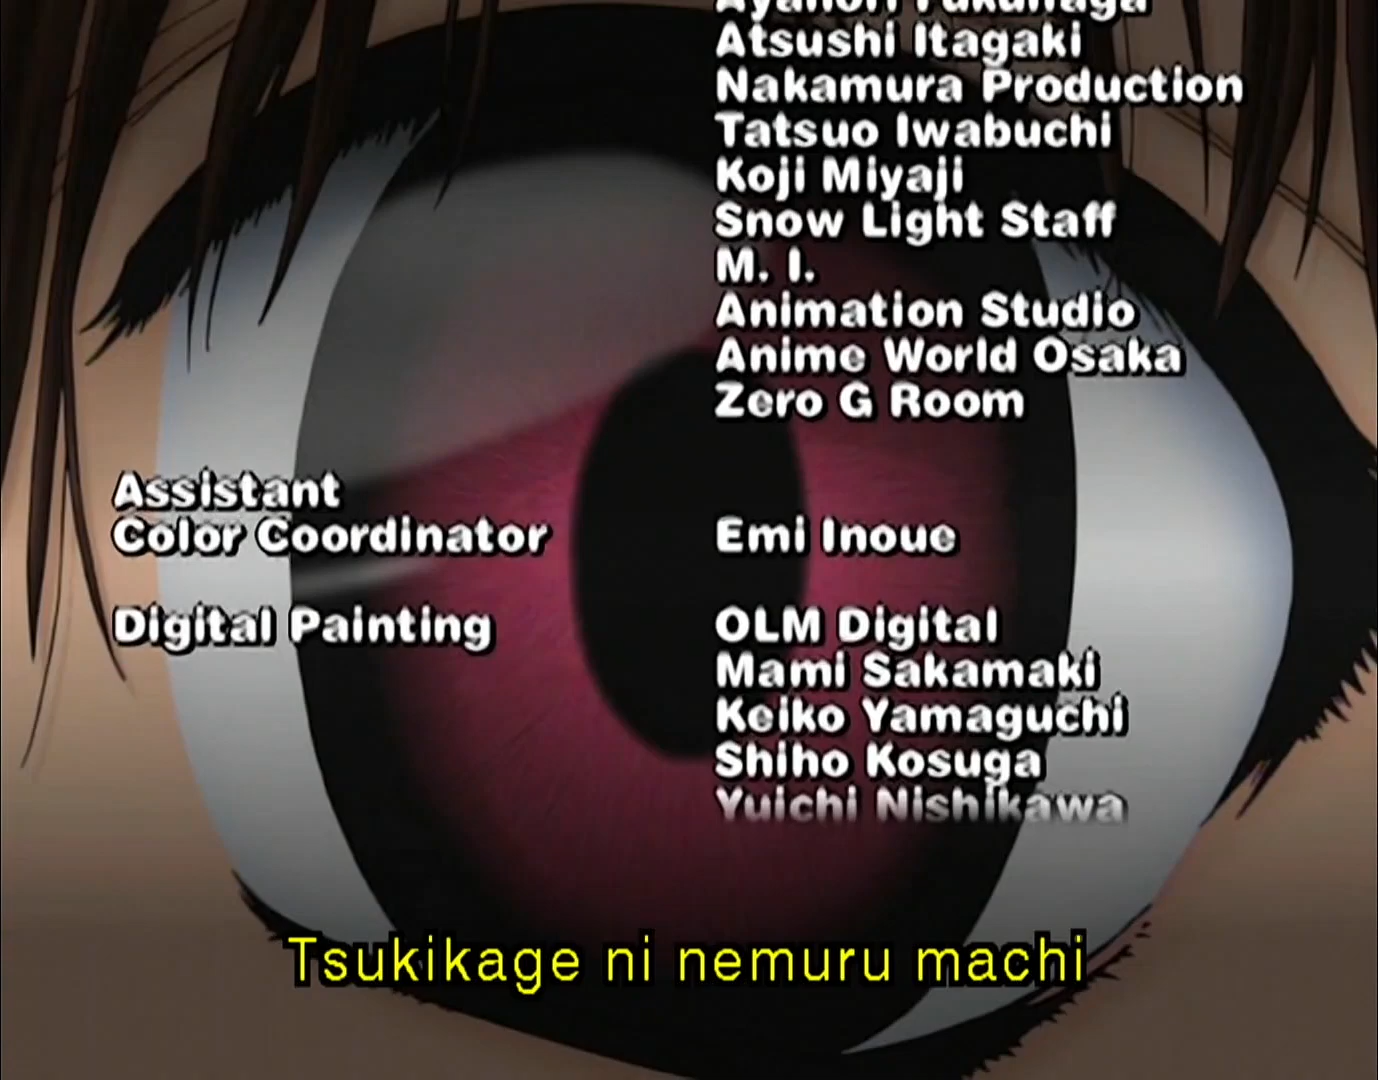 Atsushi Itagaki
Nakamura Production
Tatsuo Iwabuchi
Koji Miyaji
Snow Light Staff
M. I.
Animation Studio
Anime World Osaka
Zero G Room
Assistant
Color Coordinator Emi Inoue
Digital Painting OLM Digital
Mami Sakamaki
Keiko Yamaguchi
Shiho Kosuga
Yuichi Nishikawa
Tsukikage ni nemuru machi